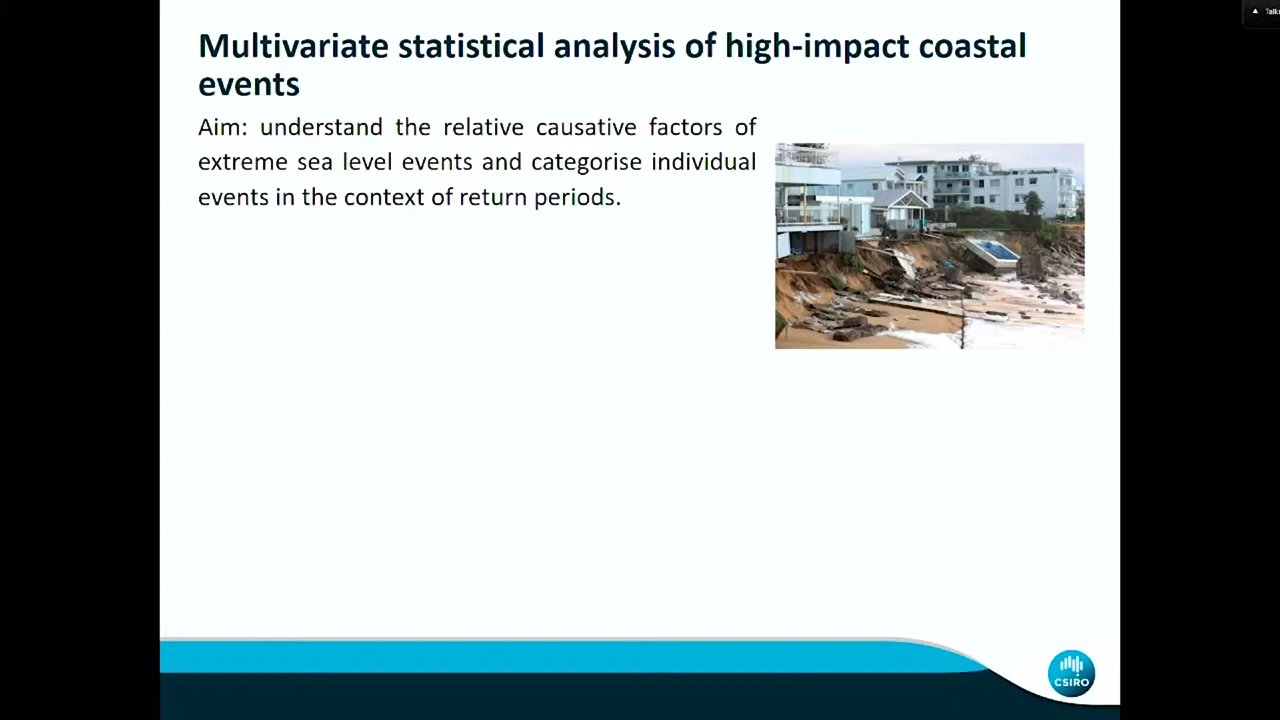 Multivariate statistical analysis of high-impact coastal
events
Aim: understand the relative causative factors of
extreme sea level events and categorise individual
events in the context of return periods.
CSIRO